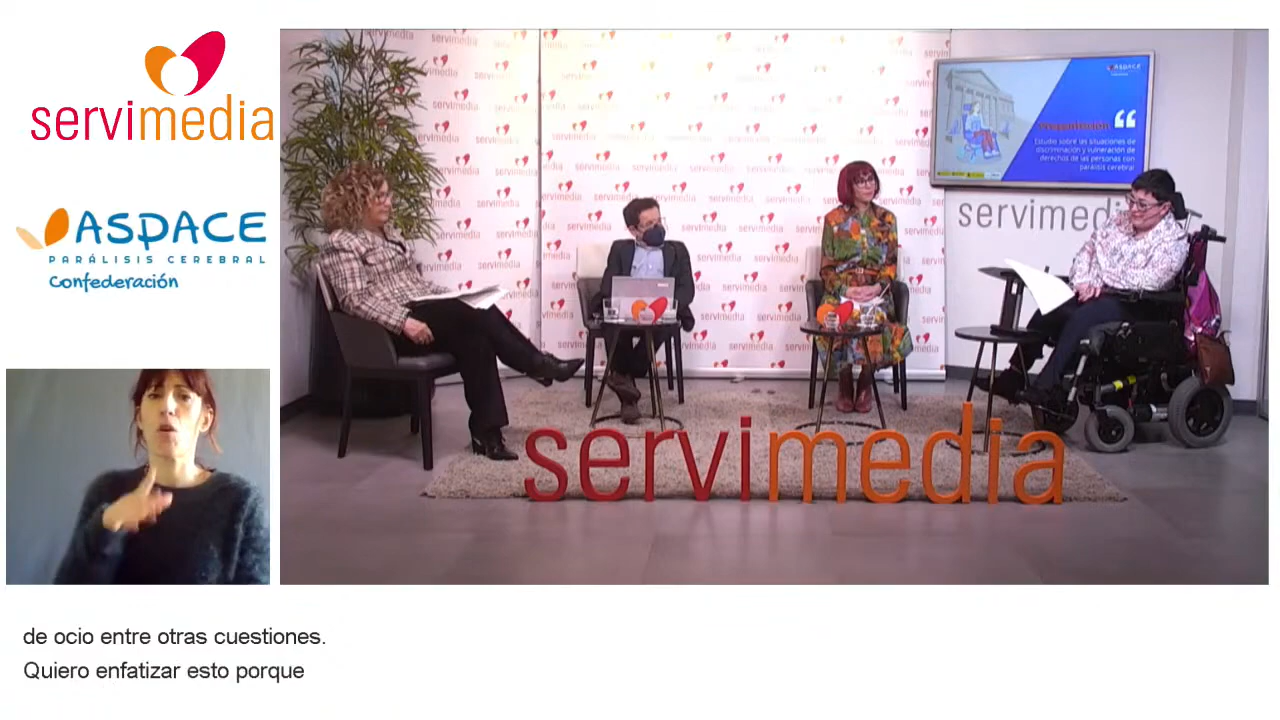 servimedia
ASPACE
PARÁLISIS CEREBRAL
Confederación
ASPACE
Presentación
Estudio sobre las situaciones de
discriminación y vulneración de
derechos de las personas con
parálisis cerebral
servimedia
servimedia
de ocio entre otras cuestiones.
Quiero enfatizar esto porque